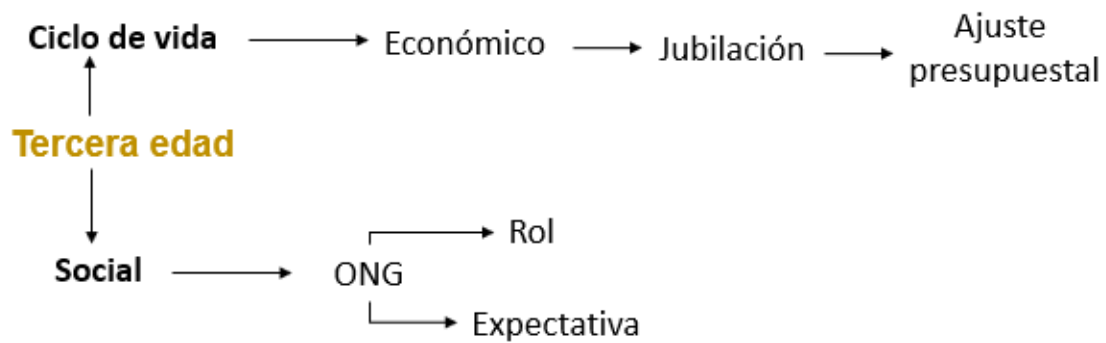 Ciclo de vida
Económico
Jubilación
Ajuste
presupuestal
Tercera edad
Social
ONG
Rol
Expectativa